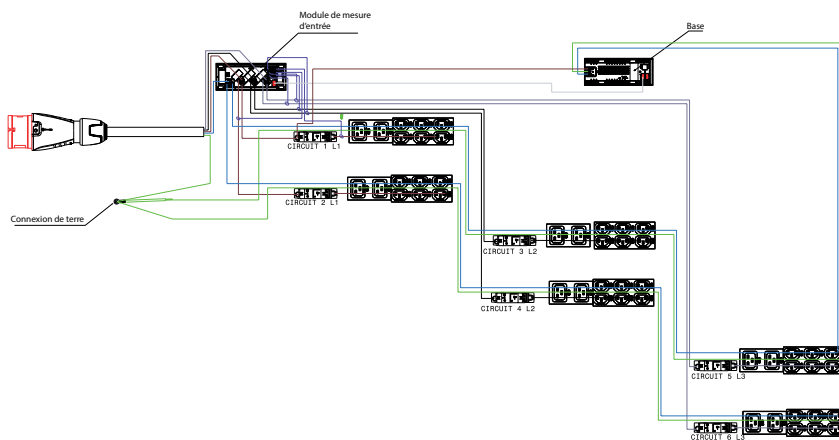 Module de mesure
d'entrée
Base
CIRCUIT 1 L1
CIRCUIT 2 L1
Connexion de terre
CIRCUIT 3 L2
CIRCUIT 4 L2
CIRCUIT 5 L3
CIRCUIT 6 L3